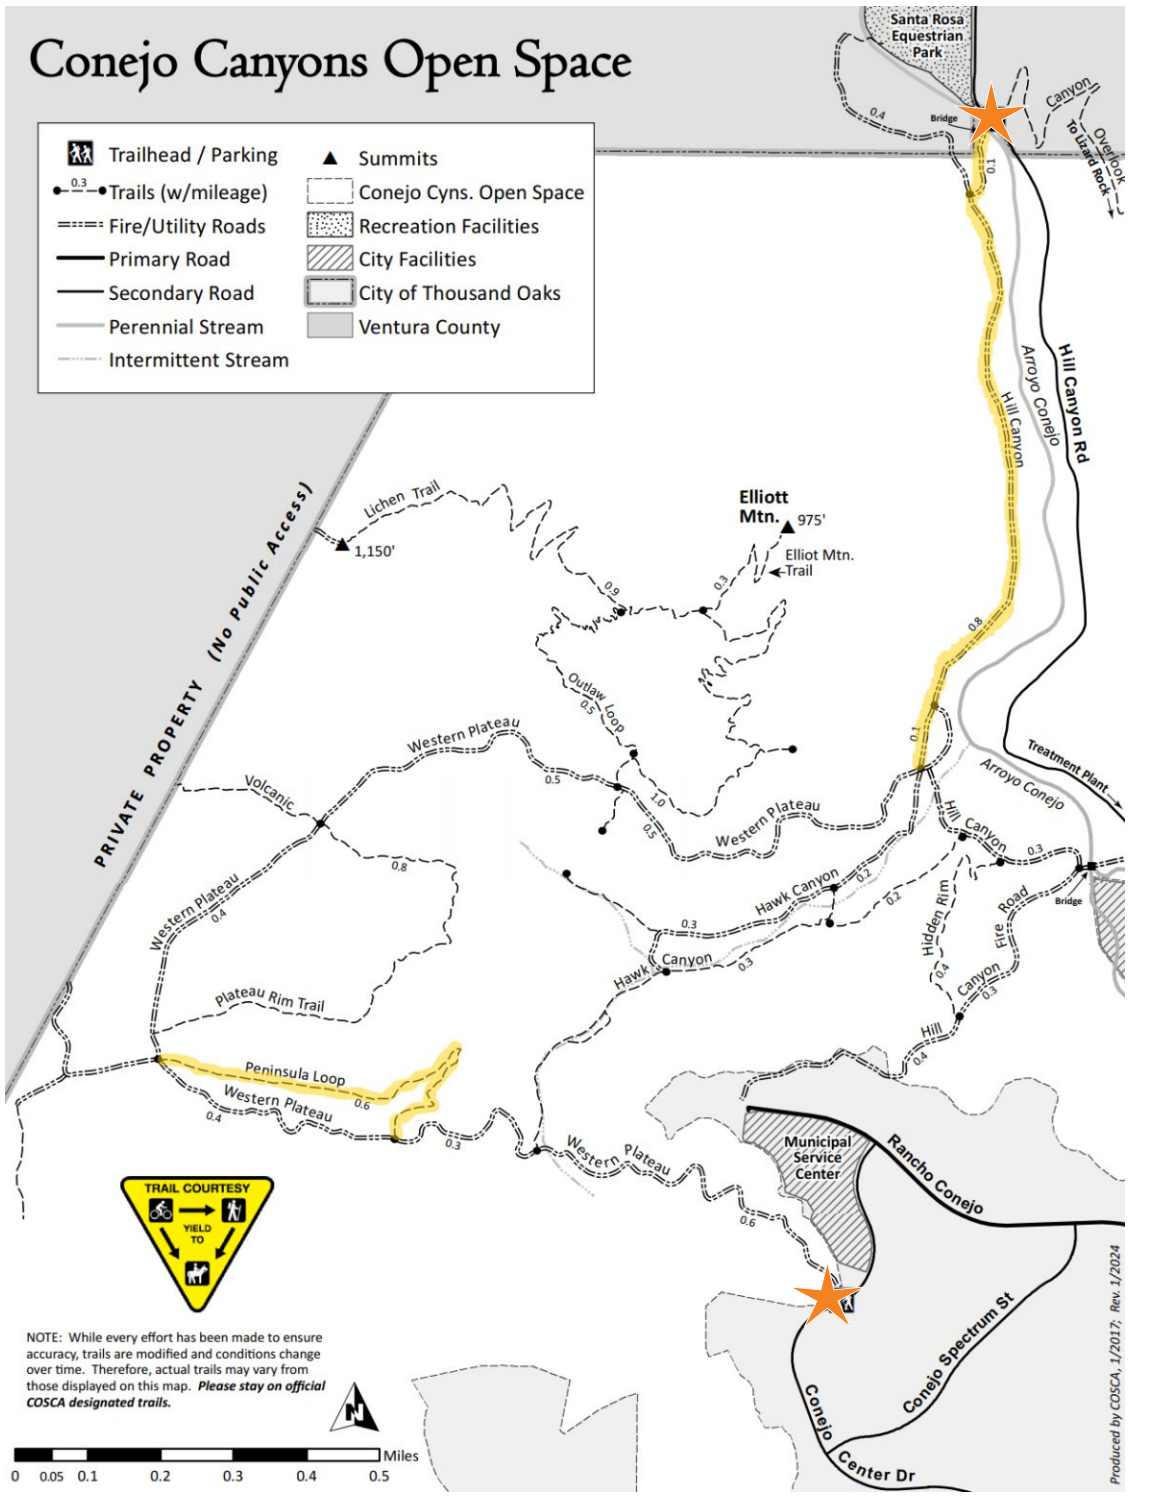 Conejo Canyons Open Space
Santa Rosa
Equestrian
Park
Bridge
0.4
0.1
Canyon
Overlook
To Lizard Rock
Trailhead / Parking
0.3
Trails (w/mileage)
Fire/Utility Roads
Primary Road
Secondary Road
Perennial Stream
Intermittent Stream
Summits
Conejo Cyns. Open Space
Recreation Facilities
City Facilities
City of Thousand Oaks
Ventura County
Hill Canyon
Arroyo Conejo
Hill Canyon Rd
PRIVATE PROPERTY (No Public Access)
Lichen Trail
1,150'
Elliott
Mtn.
975'
Elliot Mtn.
Trail
0.9
0.3
0.8
0.1
Outlaw Loop
0.5
Western Plateau
0.5
1.0
0.5
Western Plateau
Treatment Plant
Arroyo Conejo
Volcanic
0.8
Hill Canyon
0.3
Bridge
Western Plateau
0.4
Hawk Canyon
0.2
0.2
0.3
Hawk Canyon
0.3
Hidden Rim
0.4
Hill Canyon Fire Road
0.3
0.4
Plateau Rim Trail
Peninsula Loop
0.6
Western Plateau
0.4
0.3
Western Plateau
0.6
Municipal
Service
Center
Rancho Conejo
Conejo Spectrum St
Conejo Center Dr
TRAIL COURTESY
YIELD
TO
NOTE: While every effort has been made to ensure
accuracy, trails are modified and conditions change
over time. Therefore, actual trails may vary from
those displayed on this map. Please stay on official
COSCA designated trails.
N
Miles
0 0.05 0.1 0.2 0.3 0.4 0.5
Produced by COSCA, 1/2017; Rev. 1/2024